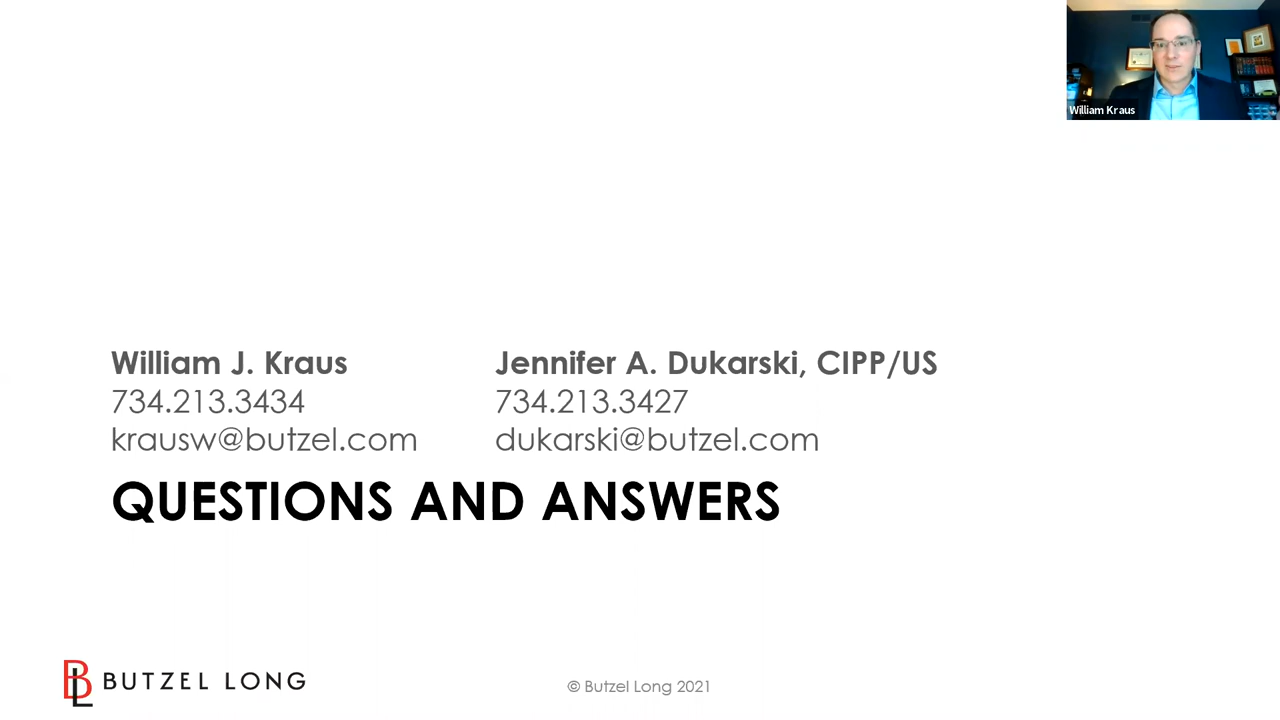 William Kraus
William J. Kraus
734.213.3434
krausw@butzel.com
Jennifer A. Dukarski, CIPP/US
734.213.3427
dukarski@butzel.com
QUESTIONS AND ANSWERS
BL BUTZEL LONG
© Butzel Long 2021